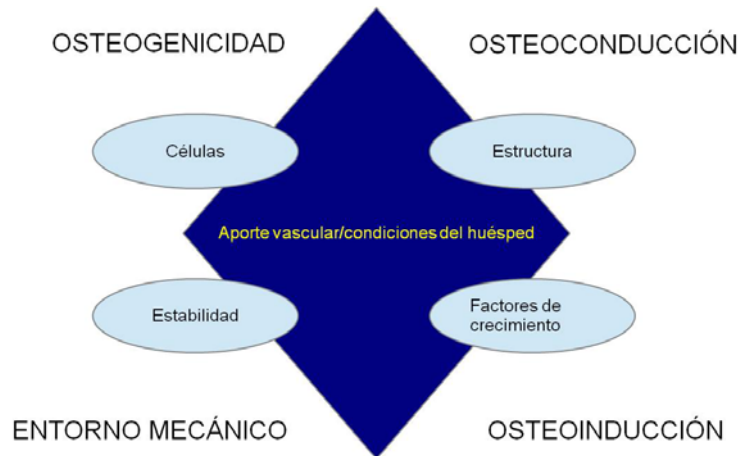 OSTEOGENICIDAD
OSTEOCONDUCCIÓN
Células
Estructura
Aporte vascular/condiciones del huésped
Estabilidad
Factores de
crecimiento
ENTORNO MECÁNICO
OSTEOINDUCCIÓN